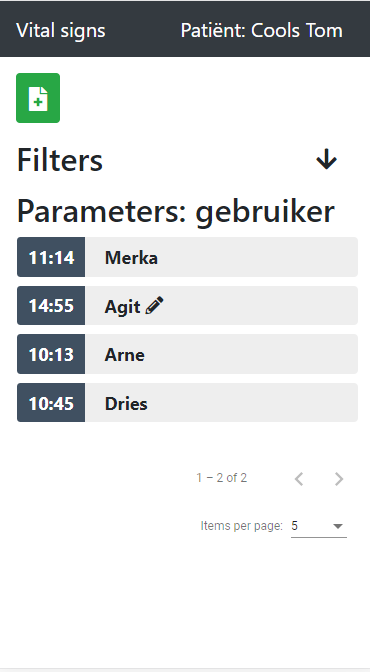 Vital signs Patiënt: Cools Tom
Filters
Parameters: gebruiker
11:14 Merka
14:55 Agit
10:13 Arne
10:45 Dries
1 – 2 of 2
Items per page: 5